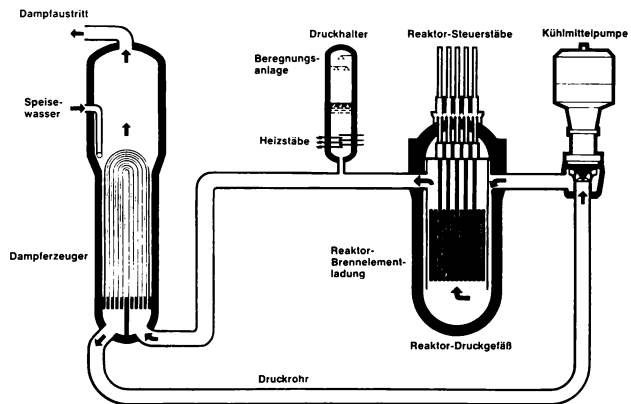 Dampfaustritt
Druckhalter
Reaktor-Steuerstäbe
Kühlmittelpumpe
Beregnungs-
anlage
Speise-
wasser
Heizstäbe
Dampferzeuger
Reaktor-
Brennelement-
ladung
Reaktor-Druckgefäß
Druckrohr